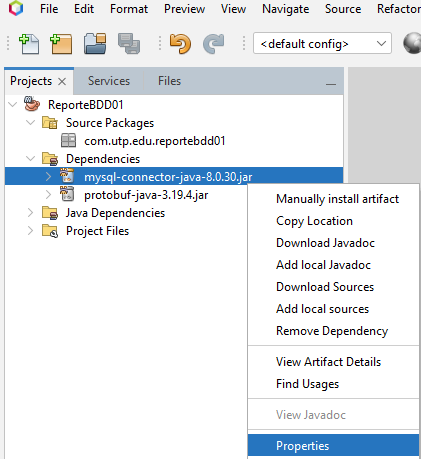 File Edit View Navigate Source Refactor
<default config>
Projects Services Files
ReporteBDD01
Source Packages
com.utp.edu.reportebdd01
Dependencies
mysql-connector-java-8.0.30.jar
protobuf-java-3.19.4.jar
Java Dependencies
Project Files
Manually install artifact
Copy Location
Download Javadoc
Add local Javadoc
Download Sources
Add local sources
Remove Dependency
View Artifact Details
Find Usages
View Javadoc
Properties